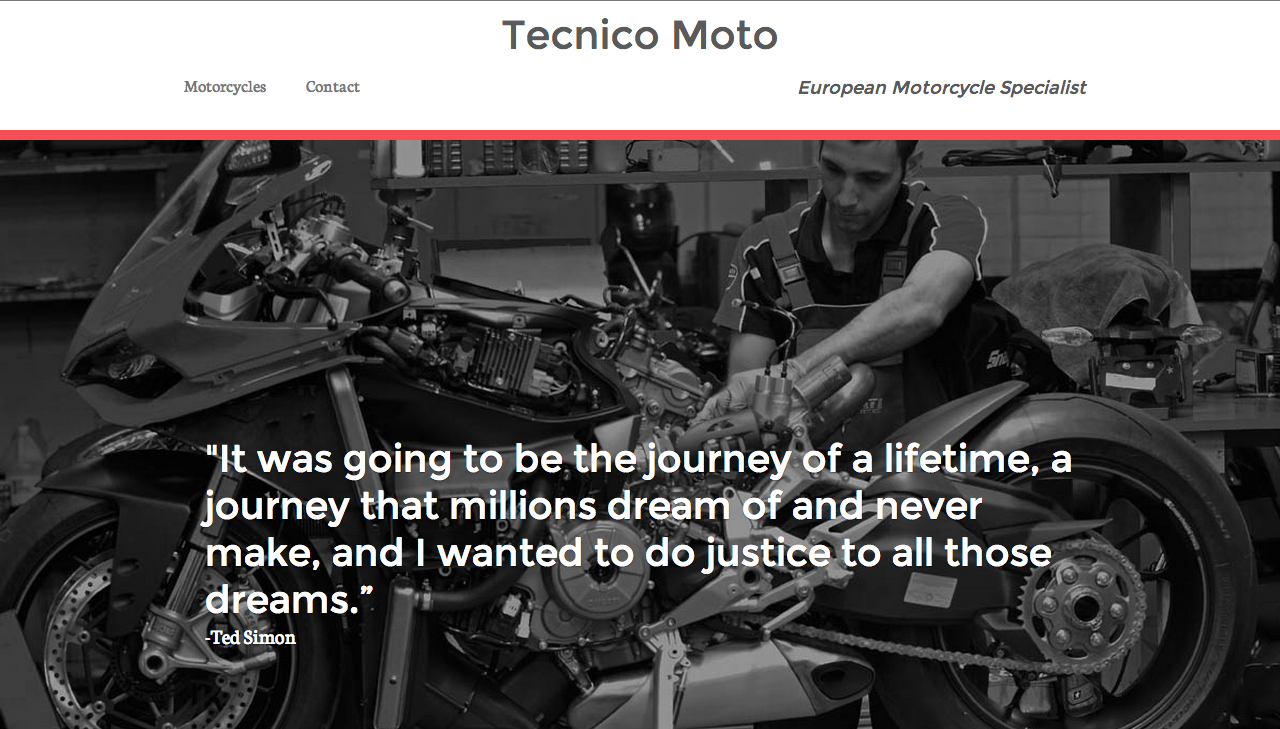 Tecnico Moto
Motorcycles Contact European Motorcycle Specialist
"It was going to be the journey of a lifetime, a
journey that millions dream of and never
make, and I wanted to do justice to all those
dreams.”
-Ted Simon